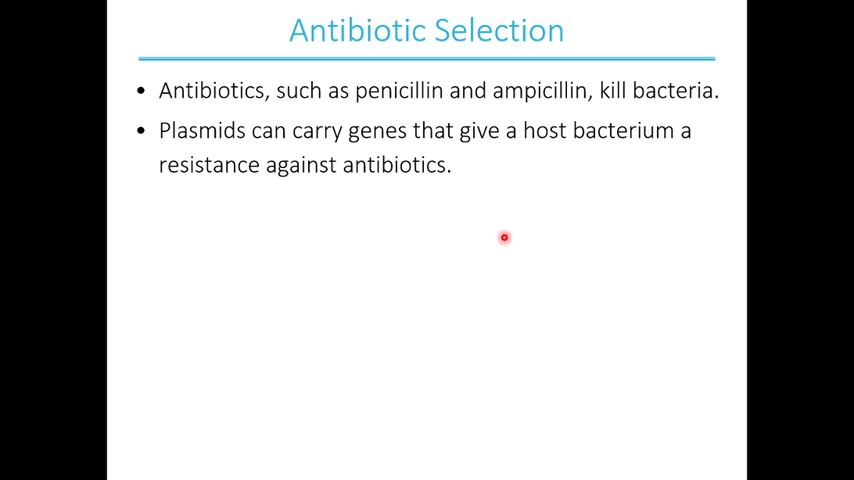 Antibiotic Selection
• Antibiotics, such as penicillin and ampicillin, kill bacteria.
• Plasmids can carry genes that give a host bacterium a
resistance against antibiotics.